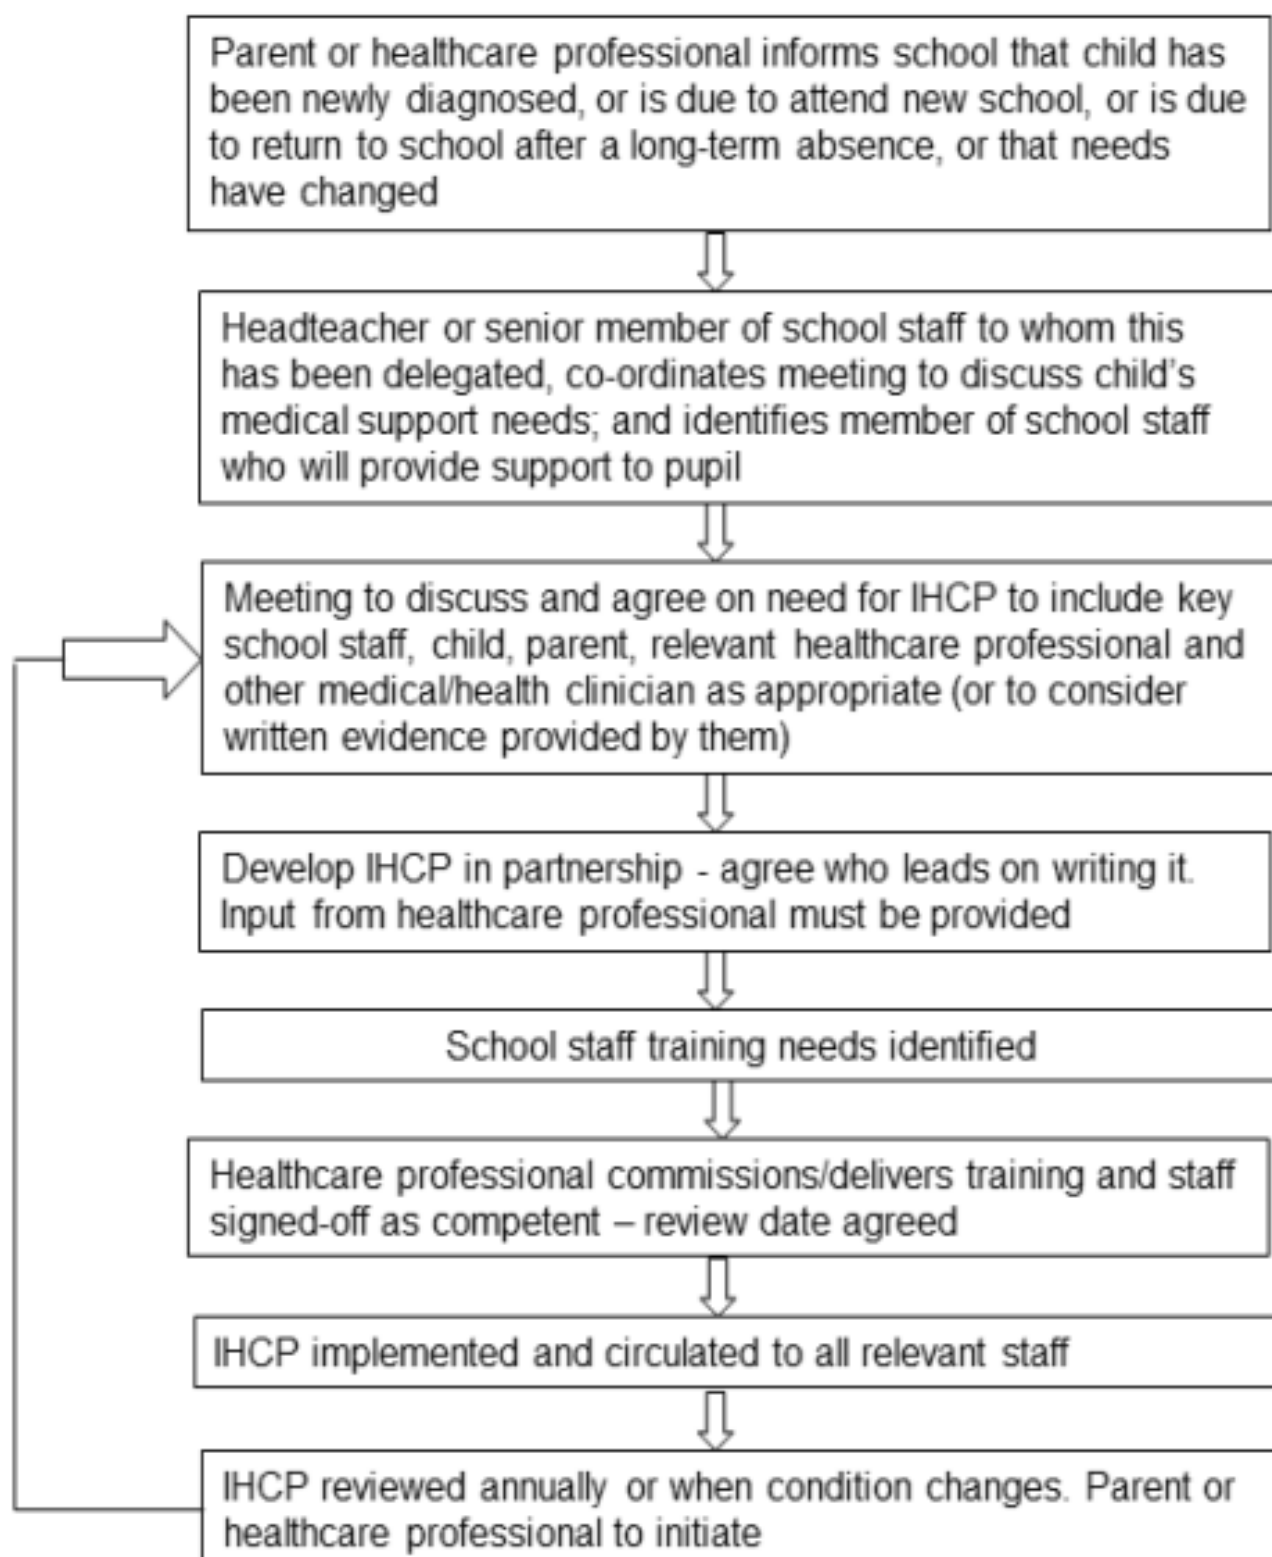 Parent or healthcare professional informs school that child has
been newly diagnosed, or is due to attend new school, or is due
to return to school after a long-term absence, or that needs
have changed
Headteacher or senior member of school staff to whom this
has been delegated, co-ordinates meeting to discuss child's
medical support needs; and identifies member of school staff
who will provide support to pupil
Meeting to discuss and agree on need for IHCP to include key
school staff, child, parent, relevant healthcare professional and
other medical/health clinician as appropriate (or to consider
written evidence provided by them)
Develop IHCP in partnership - agree who leads on writing it.
Input from healthcare professional must be provided
School staff training needs identified
Healthcare professional commissions/delivers training and staff
signed-off as competent – review date agreed
IHCP implemented and circulated to all relevant staff
IHCP reviewed annually or when condition changes. Parent or
healthcare professional to initiate